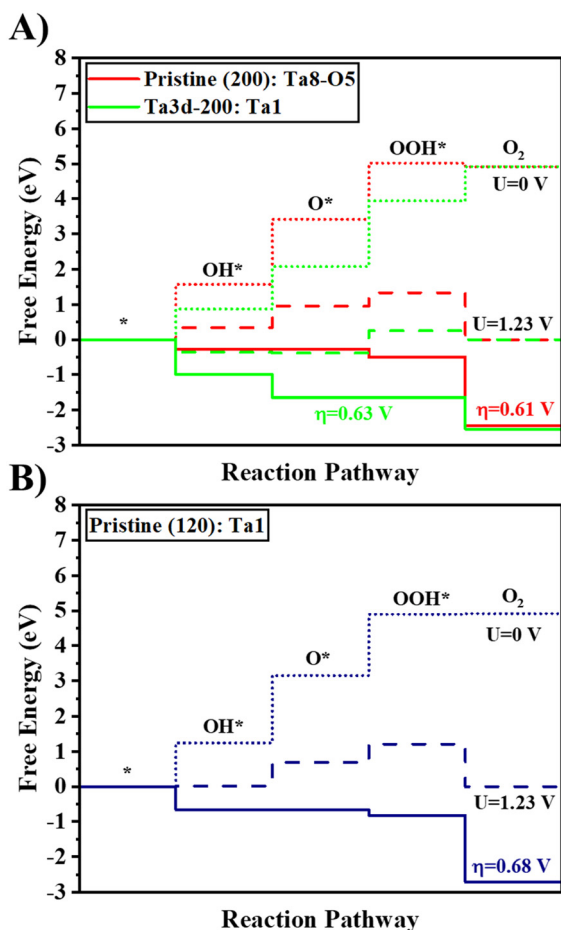 A)
8
7
6
5
4
3
2
1
0
-1
-2
-3
Free Energy (eV)
Pristine (200): Ta8-O5
Ta3d-200: Ta1
*
OH*
O*
OOH*
O₂
U=0 V
U=1.23 V
η=0.63 V
η=0.61 V
Reaction Pathway
B)
8
7
6
5
4
3
2
1
0
-1
-2
-3
Free Energy (eV)
Pristine (120): Ta1
*
OH*
O*
OOH*
O₂
U=0 V
U=1.23 V
η=0.68 V
Reaction Pathway